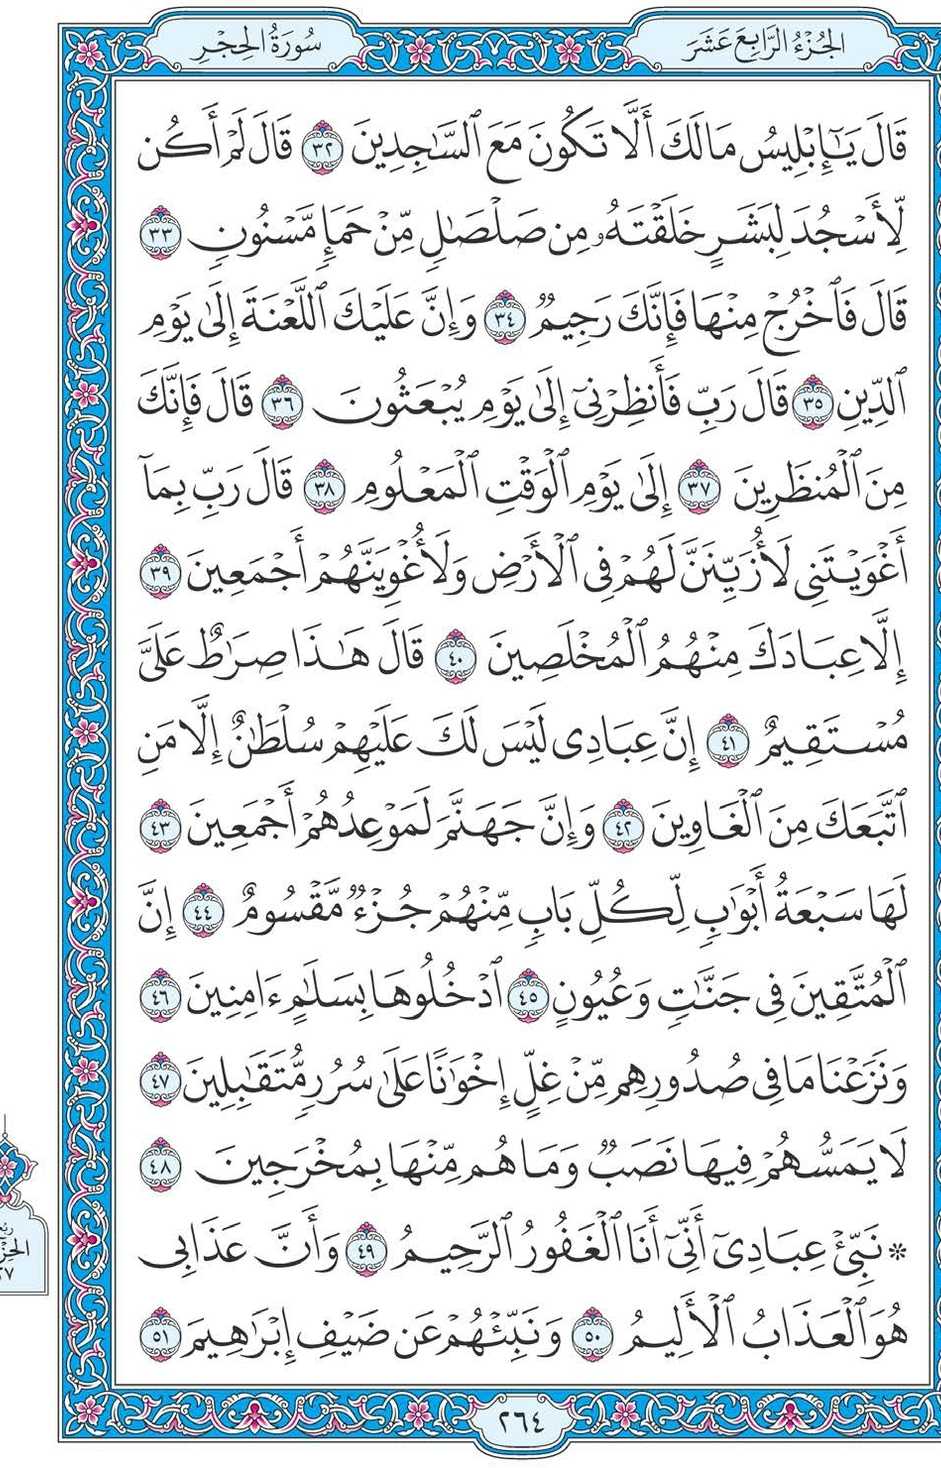 الجُزْءُ الرَّابِعَ عَشَرَ
سُورَةُ الحِجْرِ
قَالَ يَـٰٓإِبْلِيسُ مَا لَكَ أَلَّا تَكُونَ مَعَ ٱلسَّـٰجِدِينَ ٣٢ قَالَ لَمْ أَكُن
لِّأَسْجُدَ لِبَشَرٍ خَلَقْتَهُۥ مِن صَلْصَـٰلٍ مِّنْ حَمَإٍ مَّسْنُونٍ ٣٣
قَالَ فَٱخْرُجْ مِنْهَا فَإِنَّكَ رَجِيمٌ ٣٤ وَإِنَّ عَلَيْكَ ٱللَّعْنَةَ إِلَىٰ يَوْمِ
ٱلدِّينِ ٣٥ قَالَ رَبِّ فَأَنظِرْنِىٓ إِلَىٰ يَوْمِ يُبْعَثُونَ ٣٦ قَالَ فَإِنَّكَ
مِنَ ٱلْمُنظَرِينَ ٣٧ إِلَىٰ يَوْمِ ٱلْوَقْتِ ٱلْمَعْلُومِ ٣٨ قَالَ رَبِّ بِمَآ
أَغْوَيْتَنِى لَأُزَيِّنَنَّ لَهُمْ فِى ٱلْأَرْضِ وَلَأُغْوِيَنَّهُمْ أَجْمَعِينَ ٣٩
إِلَّا عِبَادَكَ مِنْهُمُ ٱلْمُخْلَصِينَ ٤٠ قَالَ هَـٰذَا صِرَٰطٌ عَلَىَّ
مُسْتَقِيمٌ ٤١ إِنَّ عِبَادِى لَيْسَ لَكَ عَلَيْهِمْ سُلْطَـٰنٌ إِلَّا مَنِ
ٱتَّبَعَكَ مِنَ ٱلْغَاوِينَ ٤٢ وَإِنَّ جَهَنَّمَ لَمَوْعِدُهُمْ أَجْمَعِينَ ٤٣
لَهَا سَبْعَةُ أَبْوَٰبٍ لِّكُلِّ بَابٍ مِّنْهُمْ جُزْءٌ مَّقْسُومٌ ٤٤ إِنَّ
ٱلْمُتَّقِينَ فِى جَنَّـٰتٍ وَعُيُونٍ ٤٥ ٱدْخُلُوهَا بِسَلَـٰمٍ ءَامِنِينَ ٤٦
وَنَزَعْنَا مَا فِى صُدُورِهِم مِّنْ غِلٍّ إِخْوَٰنًا عَلَىٰ سُرُرٍ مُّتَقَـٰبِلِينَ ٤٧
لَا يَمَسُّهُمْ فِيهَا نَصَبٌ وَمَا هُم مِّنْهَا بِمُخْرَجِينَ ٤٨
* نَبِّئْ عِبَادِىٓ أَنِّىٓ أَنَا ٱلْغَفُورُ ٱلرَّحِيمُ ٤٩ وَأَنَّ عَذَابِى
هُوَ ٱلْعَذَابُ ٱلْأَلِيمُ ٥٠ وَنَبِّئْهُمْ عَن ضَيْفِ إِبْرَٰهِيمَ ٥١
٢٦٤